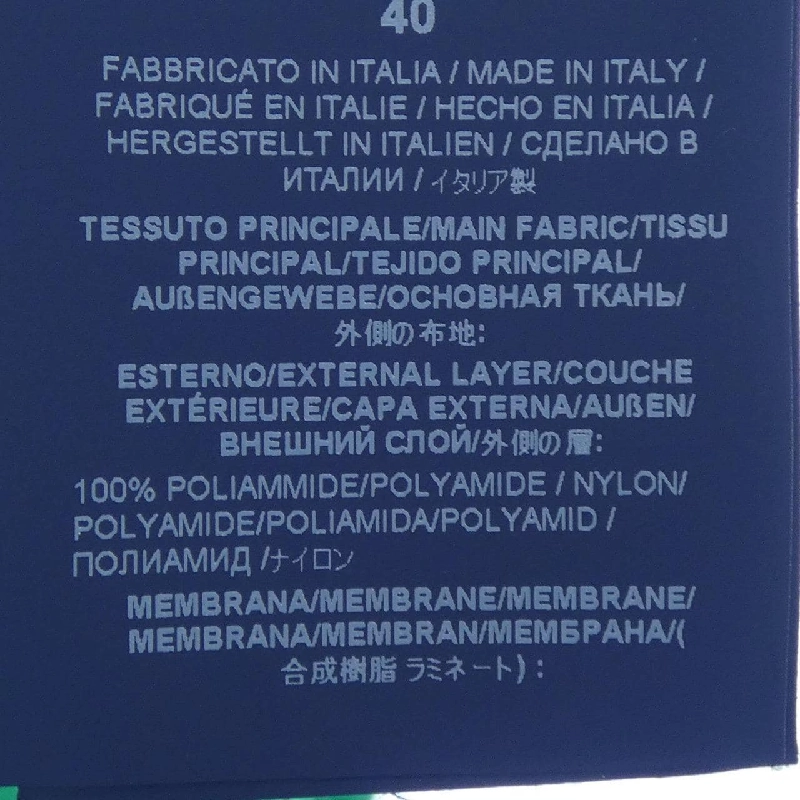 40
FABBRICATO IN ITALIA / MADE IN ITALY /
FABRIQUÉ EN ITALIE / HECHO EN ITALIA /
HERGESTELLT IN ITALIEN / СДЕЛАНО В
ИТАЛИИ / イタリア製
TESSUTO PRINCIPALE/MAIN FABRIC/TISSU
PRINCIPAL/TEJIDO PRINCIPAL/
AUßENGEWEBE/ОСНОВНАЯ ТКАНЬ/
外側の布地:
ESTERNO/EXTERNAL LAYER/COUCHE
EXTÉRIEURE/CAPA EXTERNA/AUßEN/
ВНЕШНИЙ СЛОЙ/外側の層:
100% POLIAMMIDE/POLYAMIDE / NYLON/
POLYAMIDE/POLIAMIDA/POLYAMID /
ПОЛИАМИД /ナイロン
MEMBRANA/MEMBRANE/MEMBRANE/
MEMBRANA/MEMBRAN/МЕМБРАНА/(
合成樹脂 ラミネート) :